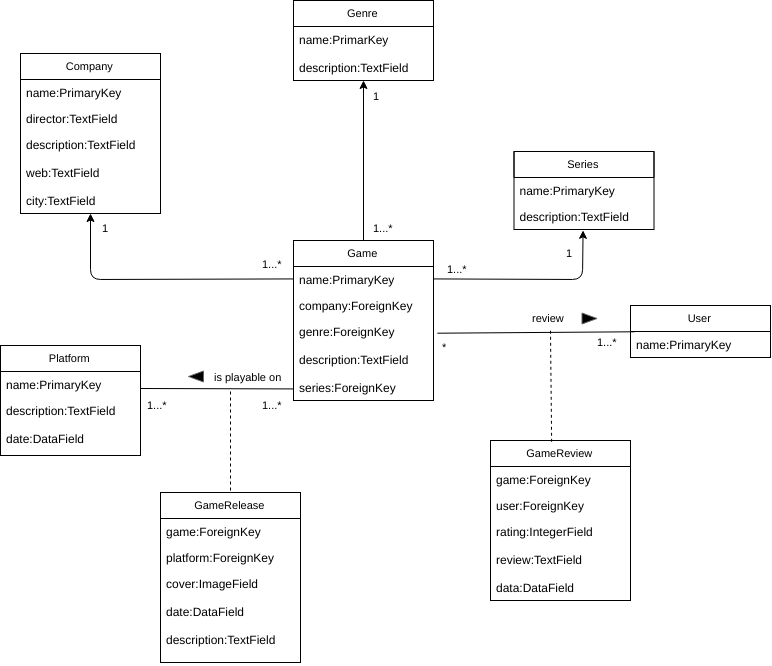 Genre
name:PrimarKey
description:TextField
1
1...*
Company
name:PrimaryKey
director:TextField
description:TextField
web:TextField
city:TextField
1
1...*
Series
name:PrimaryKey
description:TextField
1
1...*
Game
name:PrimaryKey
company:ForeignKey
genre:ForeignKey
description:TextField
series:ForeignKey
review
*
1...*
User
name:PrimaryKey
Platform
name:PrimaryKey
description:TextField
date:DataField
is playable on
1...*
1...*
GameRelease
game:ForeignKey
platform:ForeignKey
cover:ImageField
date:DataField
description:TextField
GameReview
game:ForeignKey
user:ForeignKey
rating:IntegerField
review:TextField
data:DataField